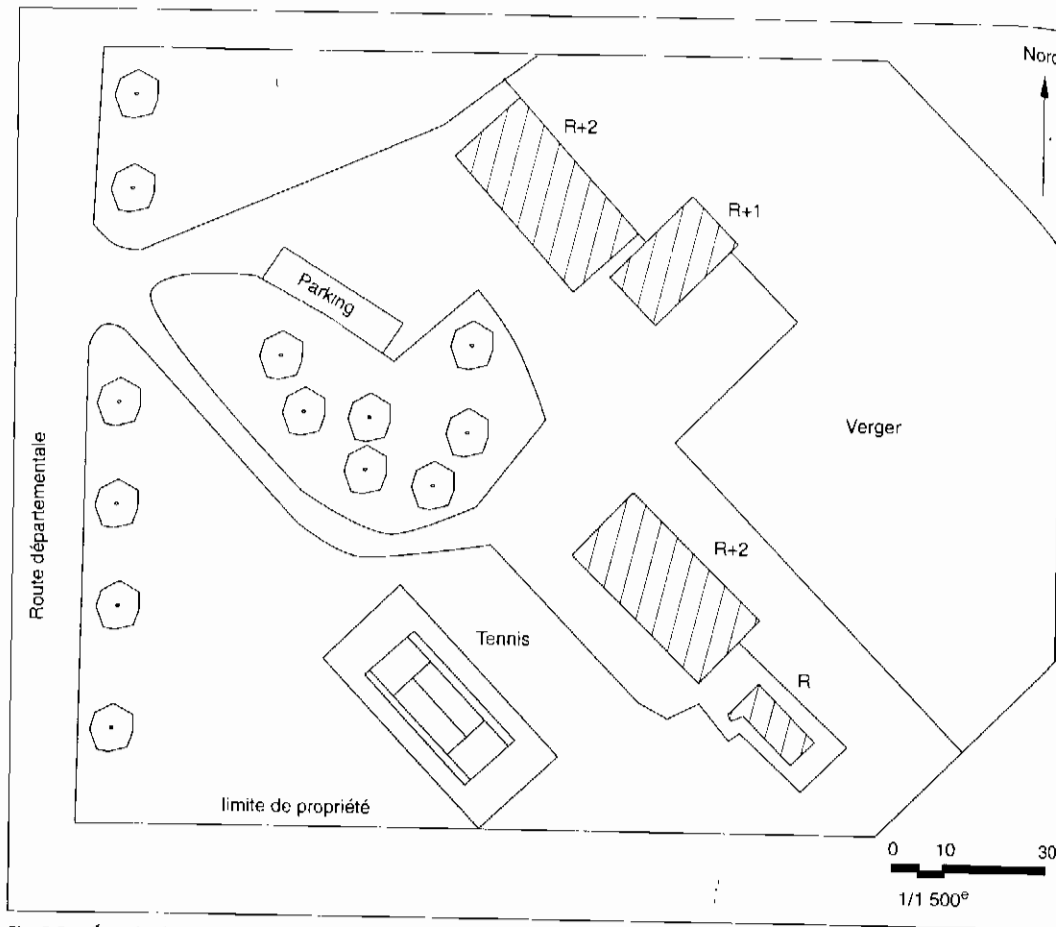 Nord
R+2
R+1
Parking
Verger
Route départementale
R+2
Tennis
R
limite de propriété
0 10 30
1/1 500e